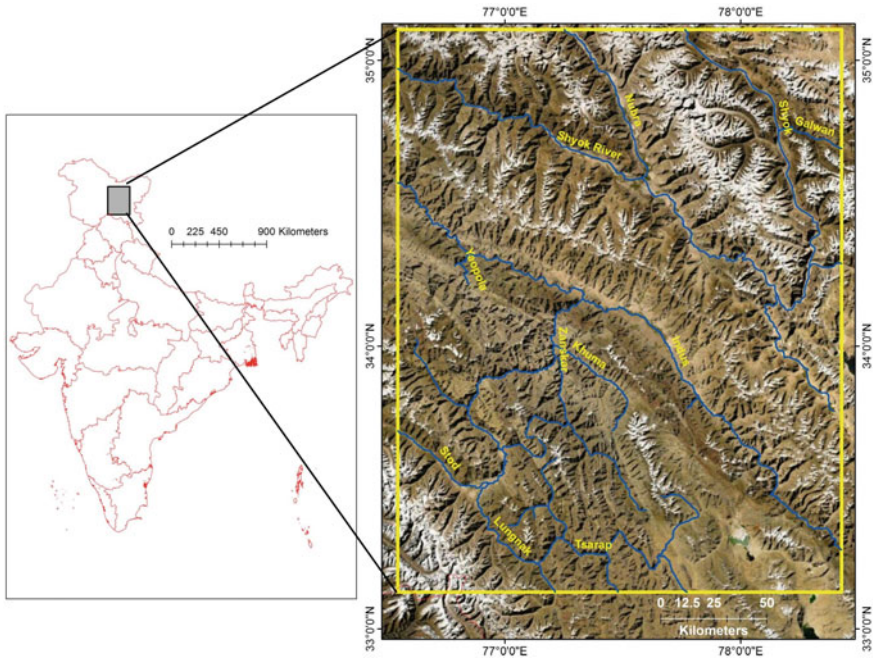 77°0'0"E
78°0'0"E
35°0'0"N
35°0'0"N
Nubra
Shyok
Galwan
Shyok River
0 225 450 900 Kilometers
Yaopola
Zanskar
Khurna
Indus
34°0'0"N
34°0'0"N
Stod
Lungnak
Tsarap
0 12.5 25 50
Kilometers
33°0'0"N
33°0'0"N
77°0'0"E
78°0'0"E